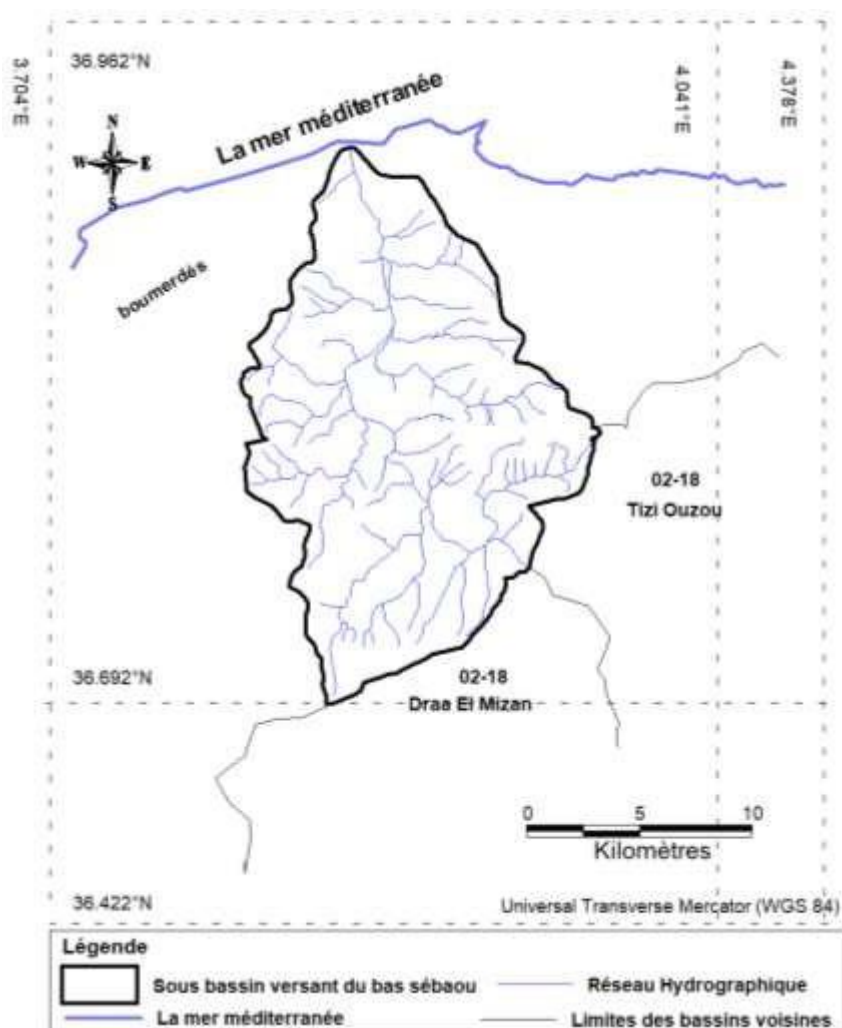 36.962°N
3.704°E
4.041°E
4.378°E
La mer méditerranée
N
W E
S
boumerdés
02-18
Tizi Ouzou
36.692°N
02-18
Draa El Mizan
0 5 10
Kilomètres
36.422°N
Universal Transverse Mercator (WGS 84)
Légende
Sous bassin versant du bas sébaou
Réseau Hydrographique
La mer méditerranée
Limites des bassins voisines